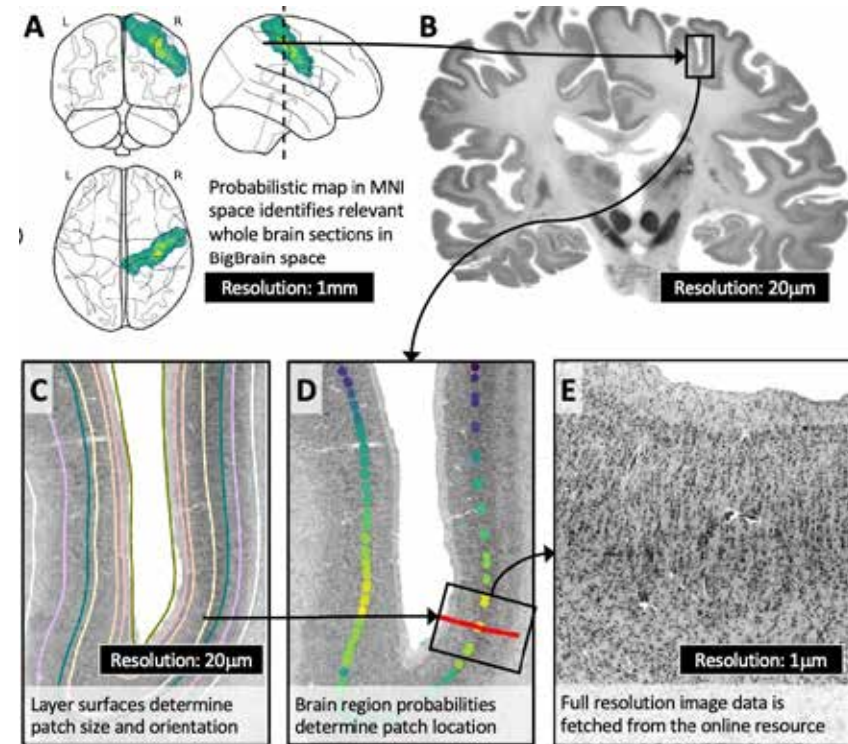 A
L
R
B
L
R
Probabilistic map in MNI
space identifies relevant
whole brain sections in
BigBrain space
Resolution: 1mm
Resolution: 20μm
C
D
E
Resolution: 20μm
Resolution: 1μm
Layer surfaces determine
patch size and orientation
Brain region probabilities
determine patch location
Full resolution image data is
fetched from the online resource